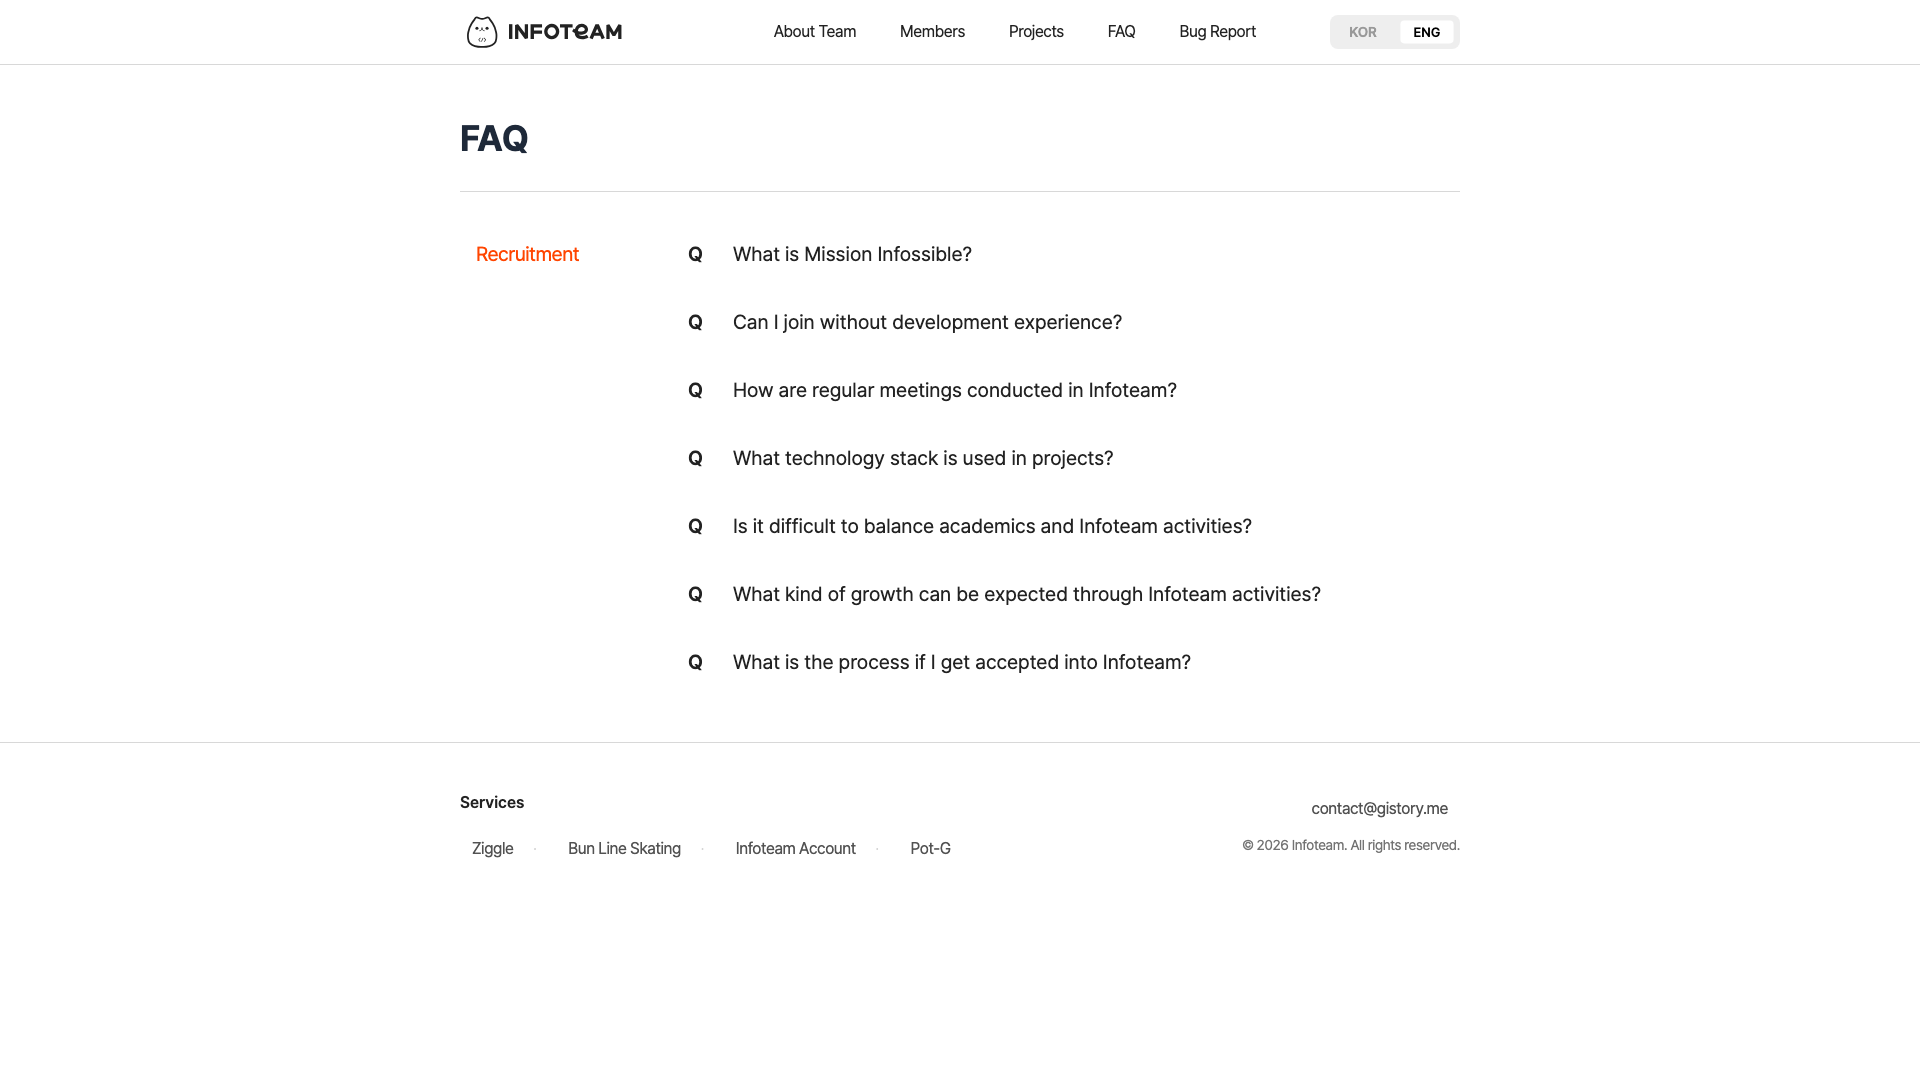 INFOTEAM
About Team
Members
Projects
FAQ
Bug Report
KOR
ENG
FAQ
Recruitment
Q What is Mission Infossible?
Q Can I join without development experience?
Q How are regular meetings conducted in Infoteam?
Q What technology stack is used in projects?
Q Is it difficult to balance academics and Infoteam activities?
Q What kind of growth can be expected through Infoteam activities?
Q What is the process if I get accepted into Infoteam?
Services
Ziggle · Bun Line Skating · Infoteam Account · Pot-G
contact@gistory.me
© 2026 Infoteam. All rights reserved.